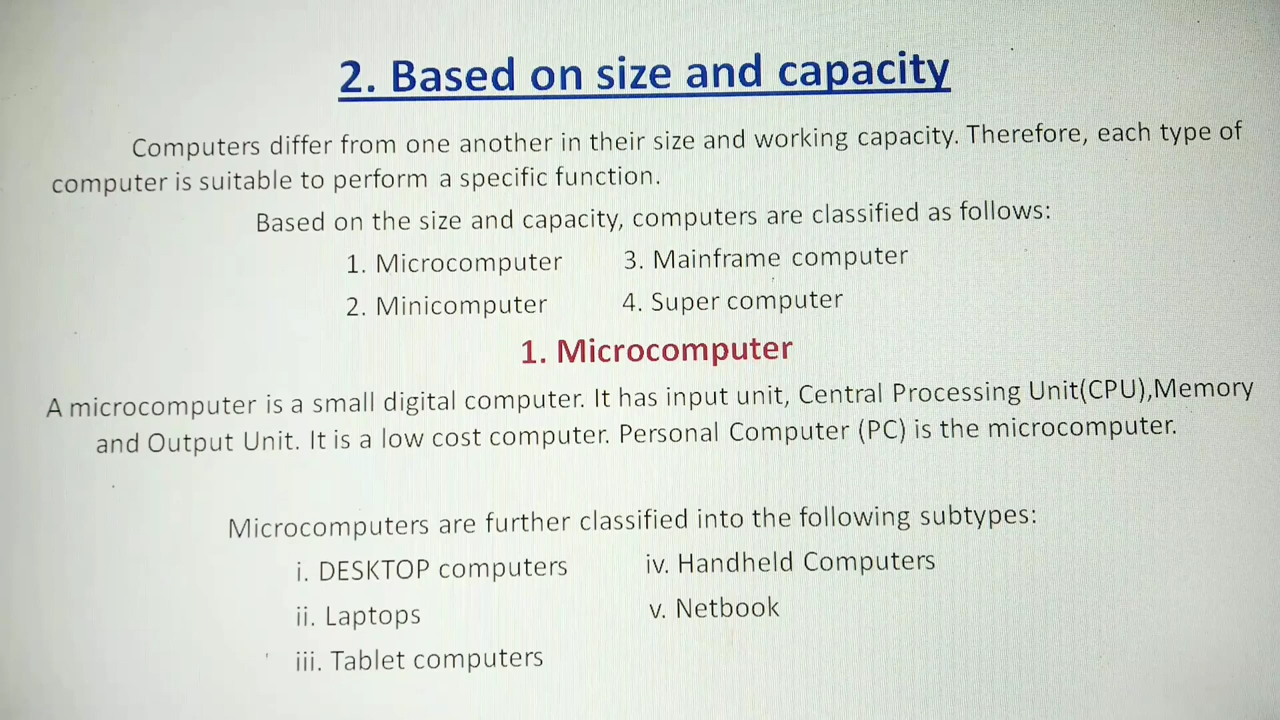 2. Based on size and capacity
Computers differ from one another in their size and working capacity. Therefore, each type of
computer is suitable to perform a specific function.
Based on the size and capacity, computers are classified as follows:
1. Microcomputer 3. Mainframe computer
2. Minicomputer 4. Super computer
1. Microcomputer
A microcomputer is a small digital computer. It has input unit, Central Processing Unit(CPU),Memory
and Output Unit. It is a low cost computer. Personal Computer (PC) is the microcomputer.
Microcomputers are further classified into the following subtypes:
i. DESKTOP computers iv. Handheld Computers
ii. Laptops v. Netbook
iii. Tablet computers